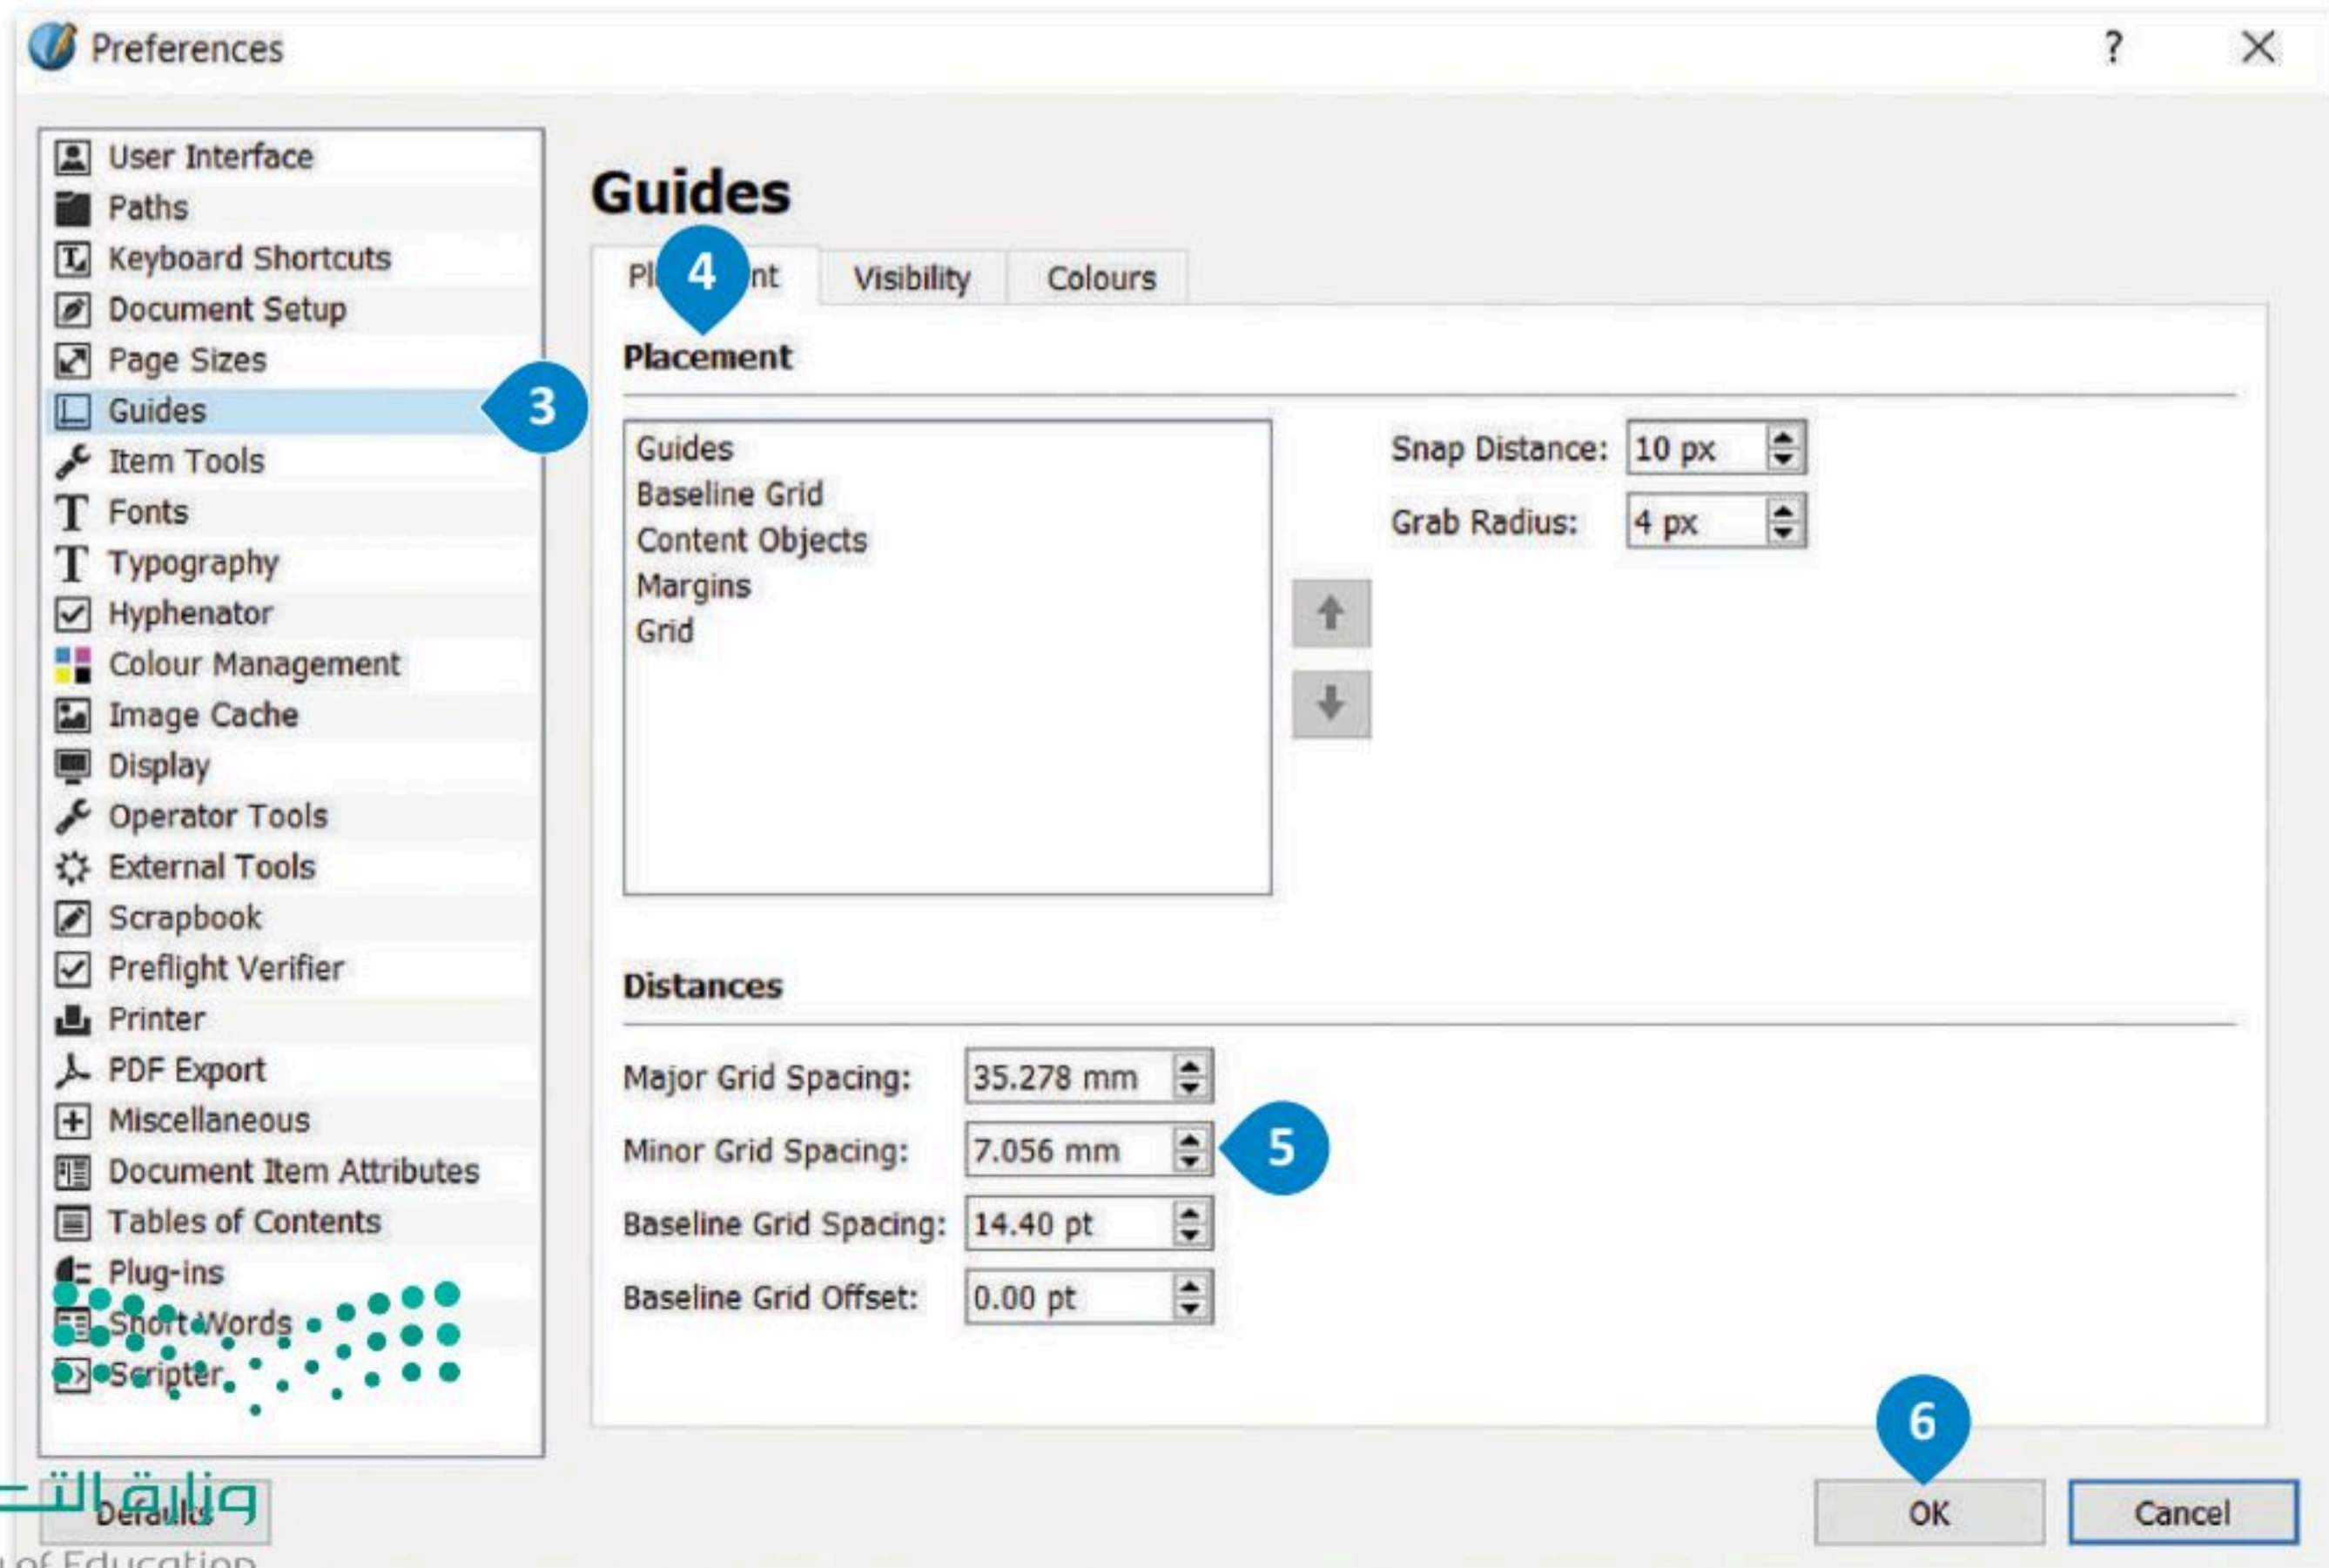 Preferences
?
User Interface
Paths
Keyboard Shortcuts
Document Setup
Page Sizes
Guides
3
Item Tools
Fonts
Typography
Hyphenator
Colour Management
Image Cache
Display
Operator Tools
External Tools
Scrapbook
Preflight Verifier
Printer
PDF Export
Miscellaneous
Document Item Attributes
Tables of Contents
Plug-ins
Short Words
Scripter
Defaults
Guides
4
Visibility
Colours
Placement
Guides
Baseline Grid
Content Objects
Margins
Grid
Snap Distance: 10 px
Grab Radius: 4 px
Distances
Major Grid Spacing: 35.278 mm
Minor Grid Spacing: 7.056 mm
5
Baseline Grid Spacing: 14.40 pt
Baseline Grid Offset: 0.00 pt
6
OK
Cancel
وزارة
of Education